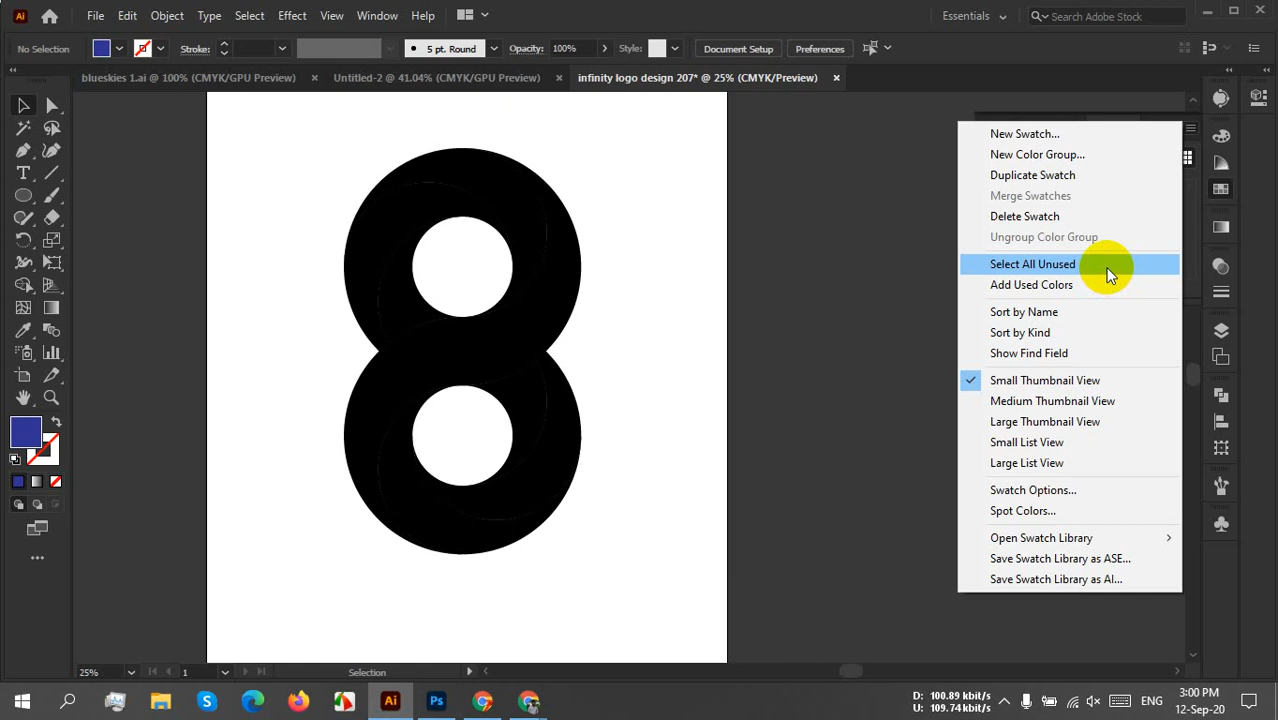 Ai File Edit Object Type Select Effect View Window Help Essentials Search Adobe Stock
No Selection Stroke: 5 pt. Round Opacity: 100% Style: Document Setup Preferences
blueskies 1.ai @ 100% (CMYK/GPU Preview) Untitled-2 @ 41.04% (CMYK/GPU Preview) infinity logo design 207* @ 25% (CMYK/Preview)
New Swatch...
New Color Group...
Duplicate Swatch
Merge Swatches
Delete Swatch
Ungroup Color Group
Select All Unused
Add Used Colors
Sort by Name
Sort by Kind
Show Find Field
Small Thumbnail View
Medium Thumbnail View
Large Thumbnail View
Small List View
Large List View
Swatch Options...
Spot Colors...
Open Swatch Library
Save Swatch Library as ASE...
Save Swatch Library as AI...
8
T
25% 1 Selection
S Ai Ps D: 100.89 kbit/s ENG 3:00 PM
U: 109.74 kbit/s 12-Sep-20